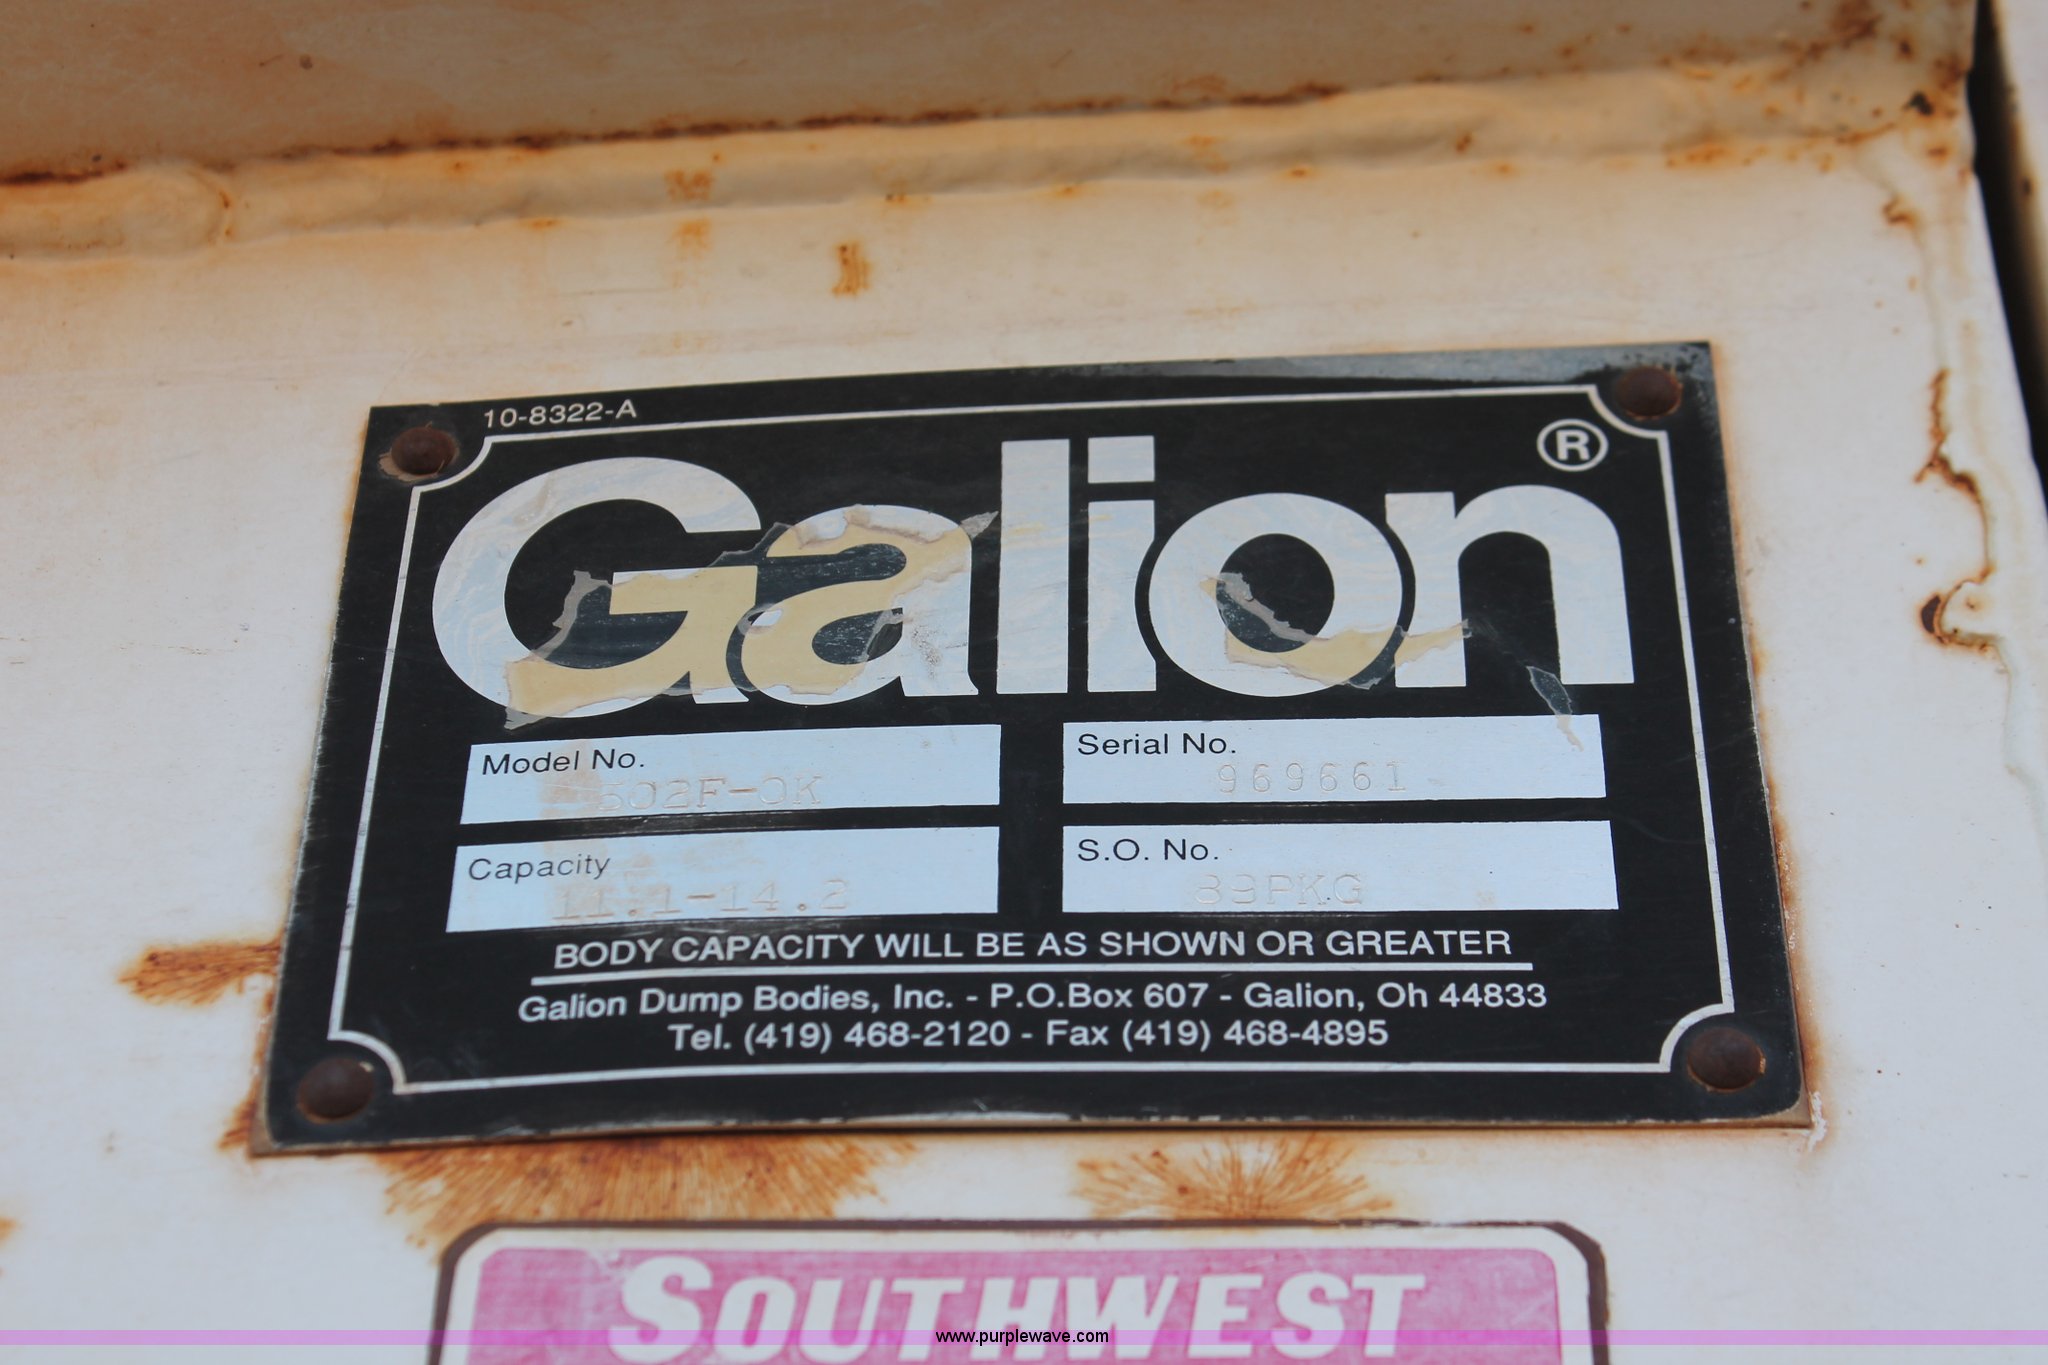 10-8322-A
Galion ®
Model No.
502F-OK
Serial No.
969661
Capacity
11.1-14.2
S.O. No.
89PKG
BODY CAPACITY WILL BE AS SHOWN OR GREATER
Galion Dump Bodies, Inc. - P.O.Box 607 - Galion, Oh 44833
Tel. (419) 468-2120 - Fax (419) 468-4895
SOUTHWEST
www.purplewave.com